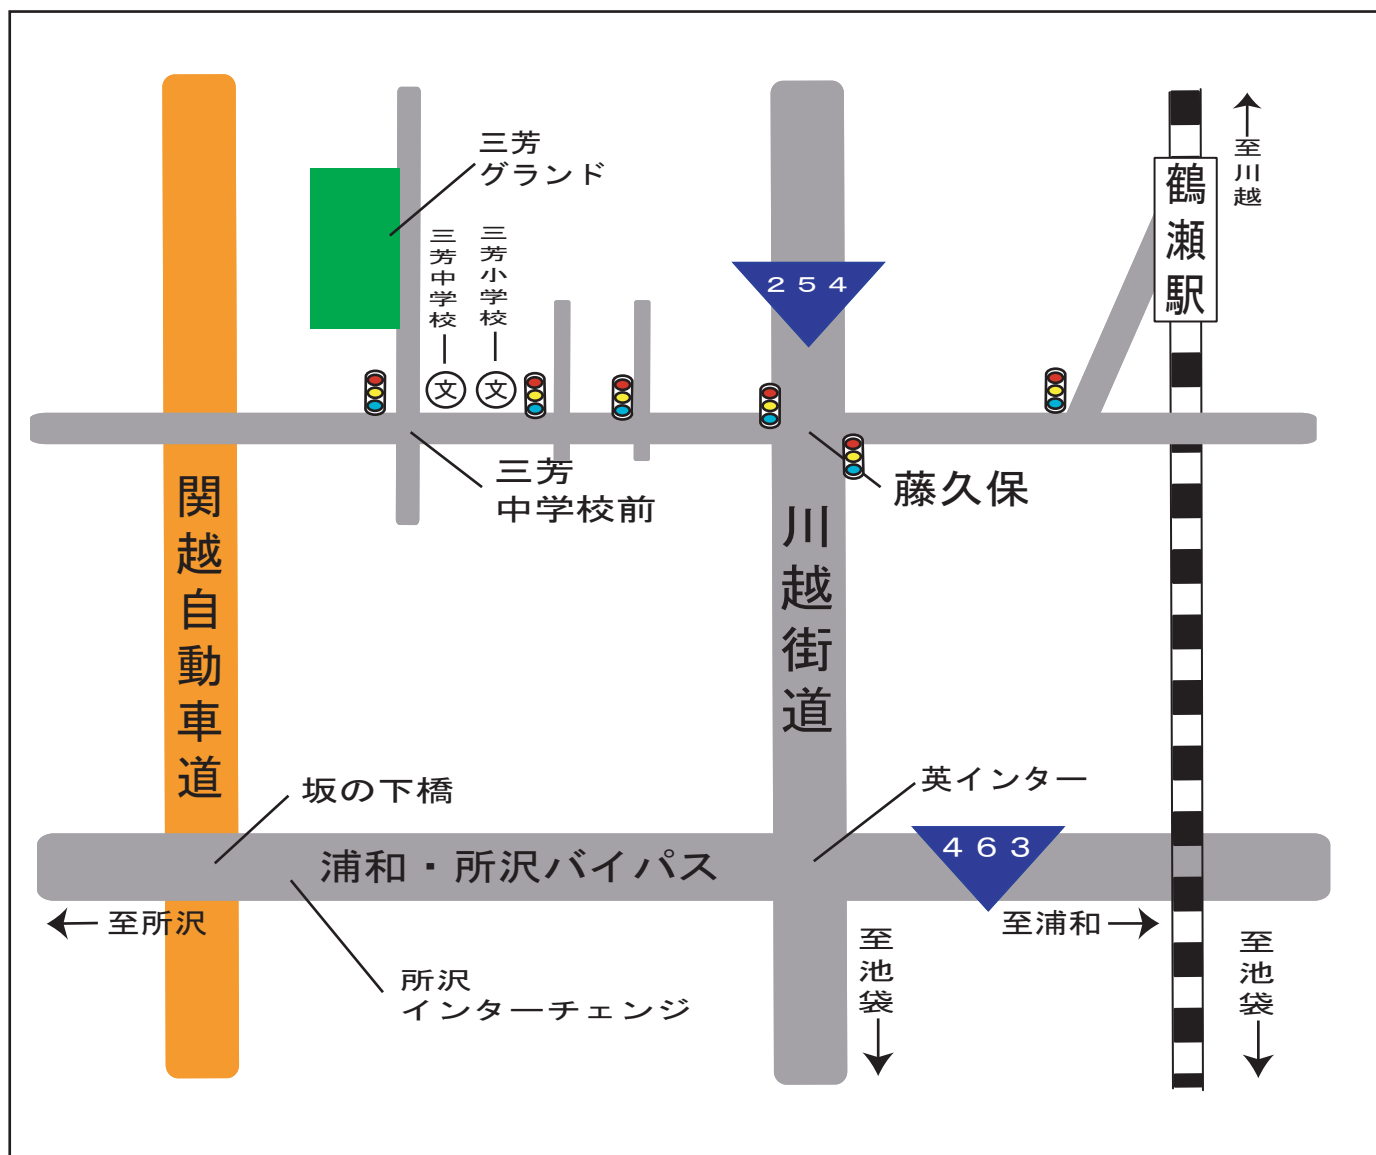 三芳
グランド
至川越
鶴瀬駅
三芳中学校
三芳小学校
254
文
文
三芳
中学校前
藤久保
関越自動車道
川越街道
坂の下橋
英インター
浦和・所沢バイパス
463
至所沢
至浦和
至池袋
至池袋
所沢
インターチェンジ